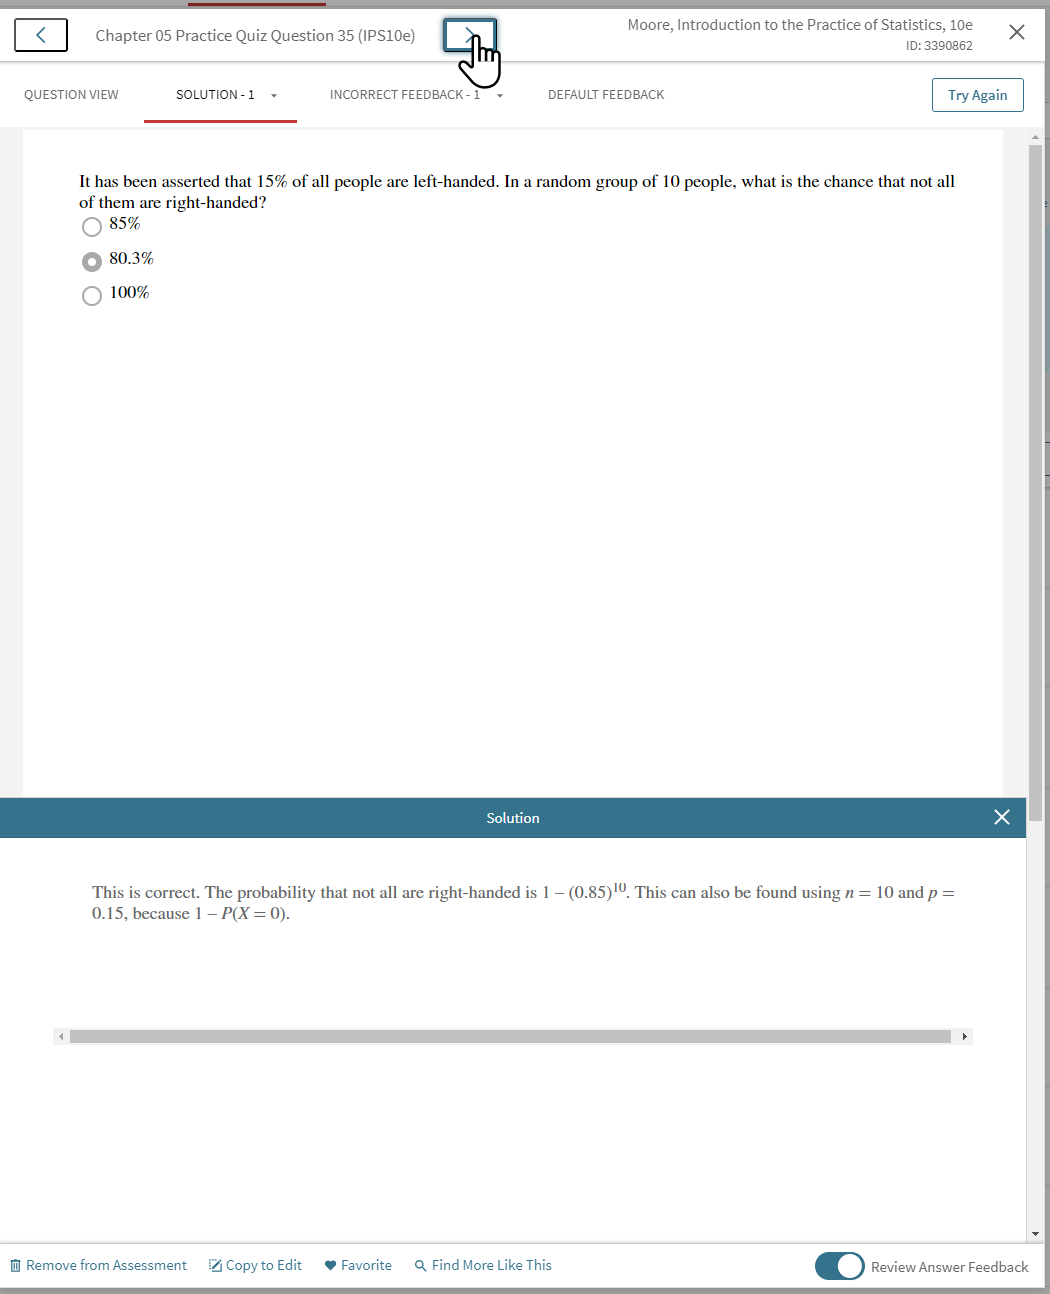 Chapter 05 Practice Quiz Question 35 (IPS10e)
Moore, Introduction to the Practice of Statistics, 10e
ID: 3390862
QUESTION VIEW
SOLUTION - 1
INCORRECT FEEDBACK - 1
DEFAULT FEEDBACK
Try Again
It has been asserted that 15% of all people are left-handed. In a random group of 10 people, what is the chance that not all
of them are right-handed?
85%
80.3%
100%
Solution
This is correct. The probability that not all are right-handed is 1 – (0.85)¹⁰. This can also be found using n = 10 and p =
0.15, because 1 – P(X = 0).
Remove from Assessment
Copy to Edit
Favorite
Find More Like This
Review Answer Feedback